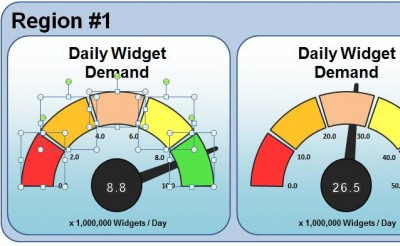 Region #1
Daily Widget
Demand
4.0
6.0
2.0
8.0
0.0
8.8
x 1,000,000 Widgets / Day
Daily Widget
Demand
20.0
30.0
10.0
40.0
0.0
26.5
x 1,000,000 Widgets / Day